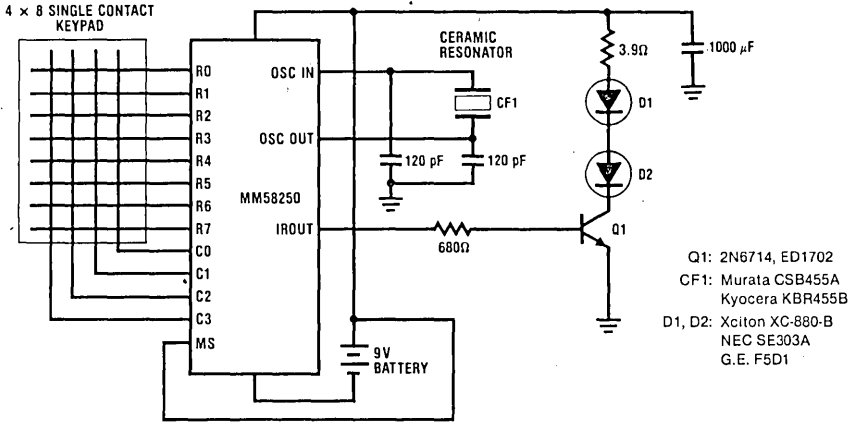 4 × 8 SINGLE CONTACT
KEYPAD
R0
R1
R2
R3
R4
R5
R6
R7
C0
C1
C2
C3
MS
OSC IN
OSC OUT
MM58250
IROUT
CERAMIC
RESONATOR
CF1
120 pF
120 pF
680Ω
9V
BATTERY
3.9Ω
1000 μF
D1
D2
Q1
Q1: 2N6714, ED1702
CF1: Murata CSB455A
Kyocera KBR455B
D1, D2: Xciton XC-880-B
NEC SE303A
G.E. F5D1